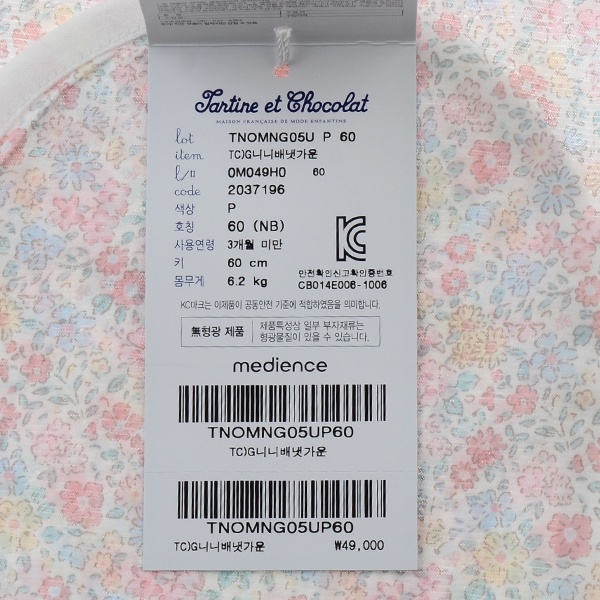 Tartine et Chocolat
MAISON FRANÇAISE DE MODE ENFANTINE
lot TNOMNG05U P 60
item TC)G니니배냇가운
l/# 0M049H0 60
code 2037196
색상 P
호칭 60 (NB)
사용연령 3개월 미만
키 60 cm
몸무게 6.2 kg
안전확인신고확인증번호
CB014E006-1006
KC마크는 이제품이 공통안전 기준에 적합하였음을 의미합니다.
無형광 제품
제품특성상 일부 부자재류는
형광물질이 있을 수 있습니다.
medience
TNOMNG05UP60
TC)G니니배냇가운
TNOMNG05UP60
TC)G니니배냇가운 ₩49,000